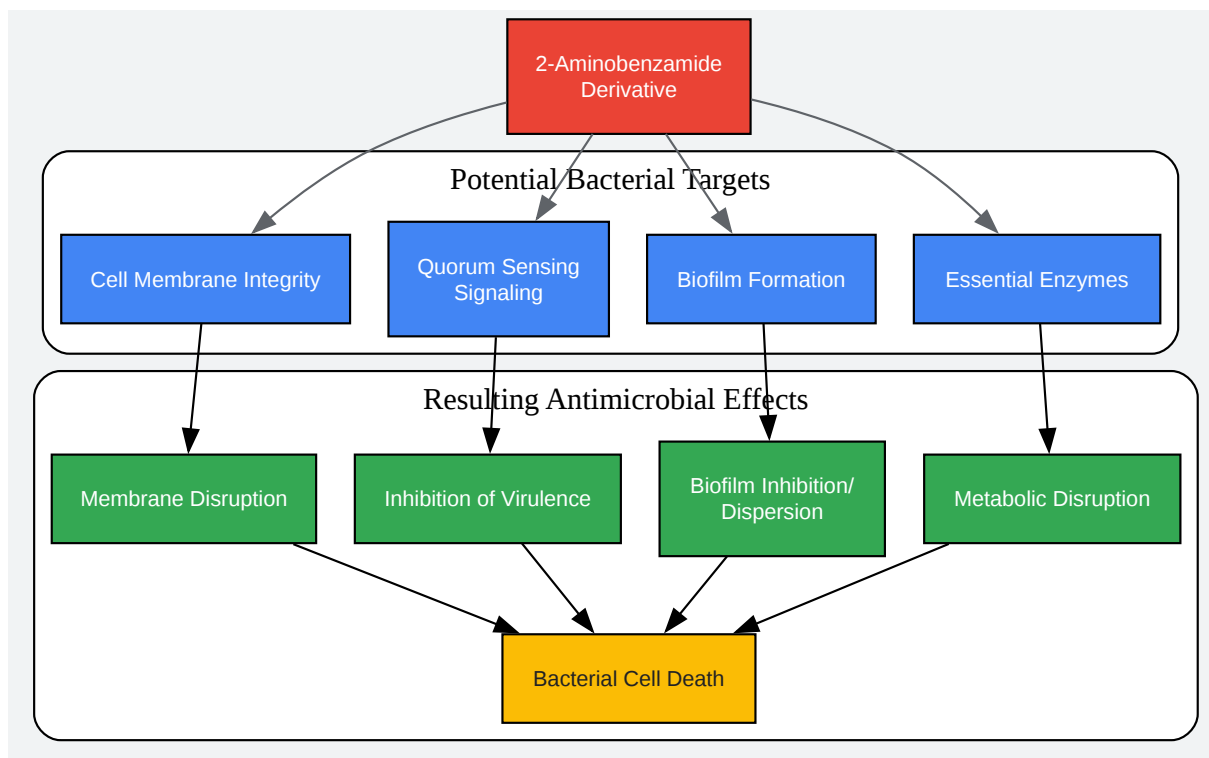 2-Aminobenzamide
Derivative
Potential Bacterial Targets
Cell Membrane Integrity
Quorum Sensing
Signaling
Biofilm Formation
Essential Enzymes
Resulting Antimicrobial Effects
Membrane Disruption
Inhibition of Virulence
Biofilm Inhibition/
Dispersion
Metabolic Disruption
Bacterial Cell Death